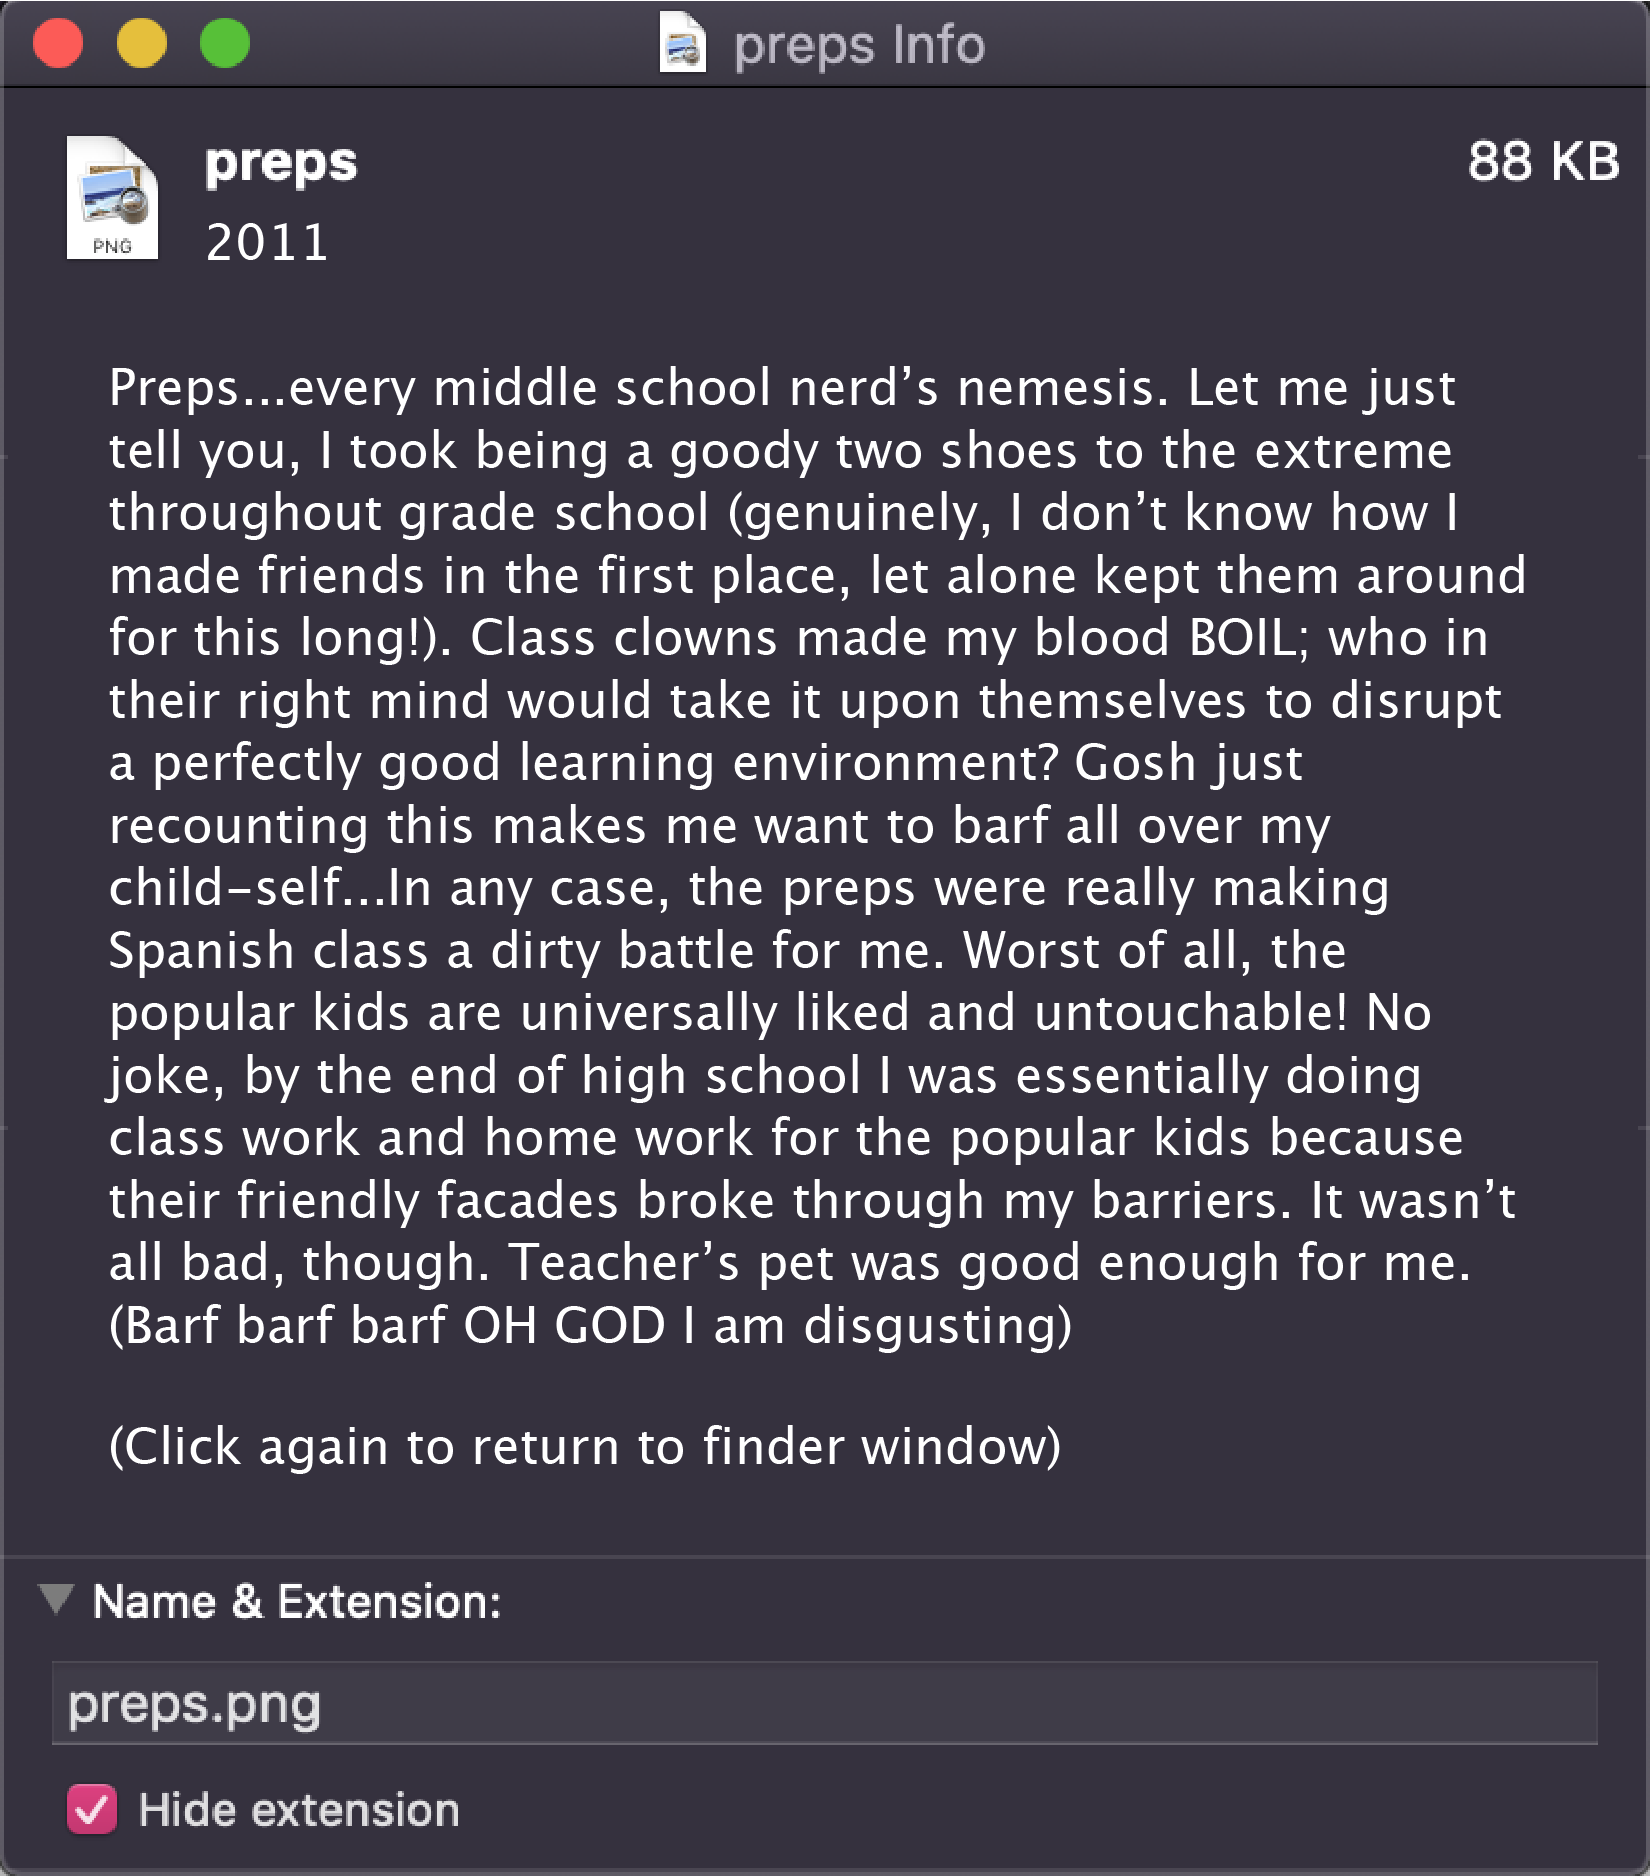 preps Info
preps
88 KB
2011
PNG
Preps...every middle school nerd’s nemesis. Let me just
tell you, I took being a goody two shoes to the extreme
throughout grade school (genuinely, I don’t know how I
made friends in the first place, let alone kept them around
for this long!). Class clowns made my blood BOIL; who in
their right mind would take it upon themselves to disrupt
a perfectly good learning environment? Gosh just
recounting this makes me want to barf all over my
child-self...In any case, the preps were really making
Spanish class a dirty battle for me. Worst of all, the
popular kids are universally liked and untouchable! No
joke, by the end of high school I was essentially doing
class work and home work for the popular kids because
their friendly facades broke through my barriers. It wasn’t
all bad, though. Teacher’s pet was good enough for me.
(Barf barf barf OH GOD I am disgusting)
(Click again to return to finder window)
Name & Extension:
preps.png
Hide extension